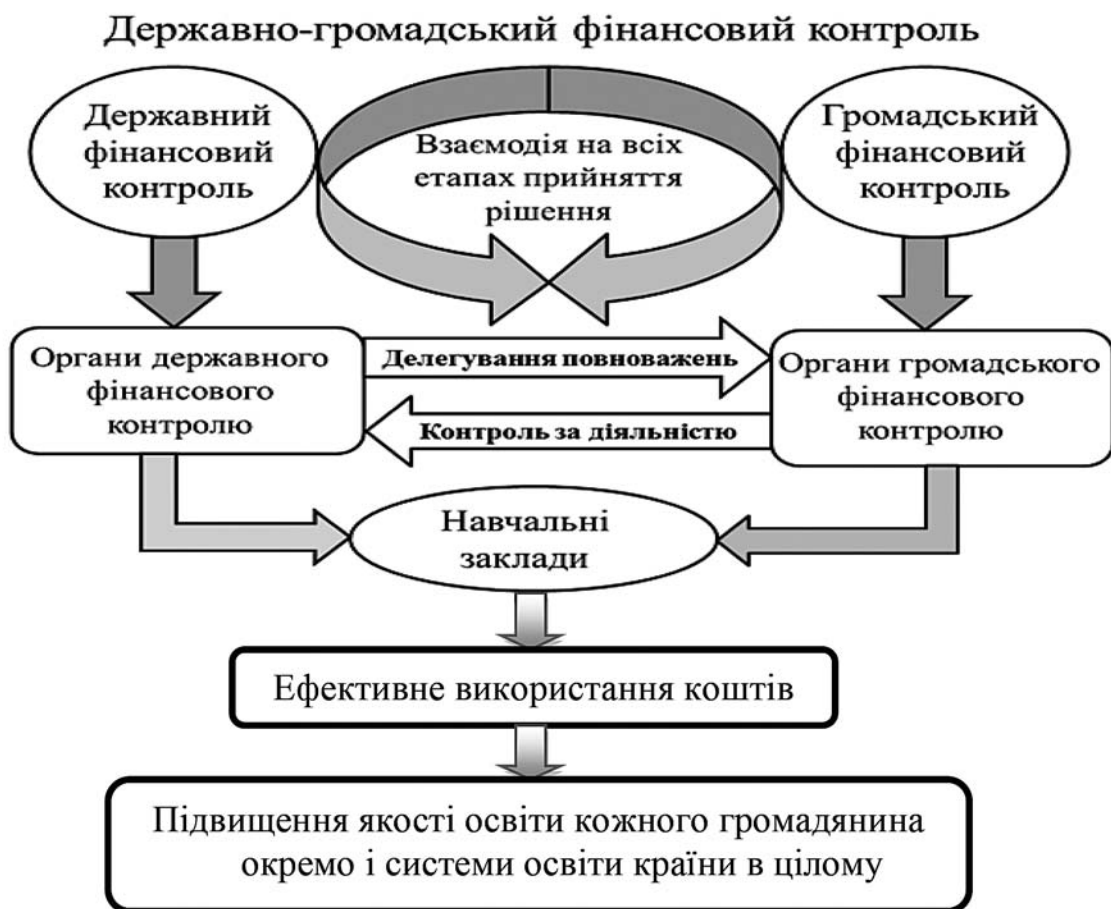 Державно-громадський фінансовий контроль
Державний
фінансовий
контроль
Взаємодія на всіх
етапах прийняття
рішення
Громадський
фінансовий
контроль
Органи державного
фінансового
контролю
Делегування повноважень
Контроль за діяльністю
Органи громадського
фінансового
контролю
Навчальні
заклади
Ефективне використання коштів
Підвищення якості освіти кожного громадянина
окремо і системи освіти країни в цілому